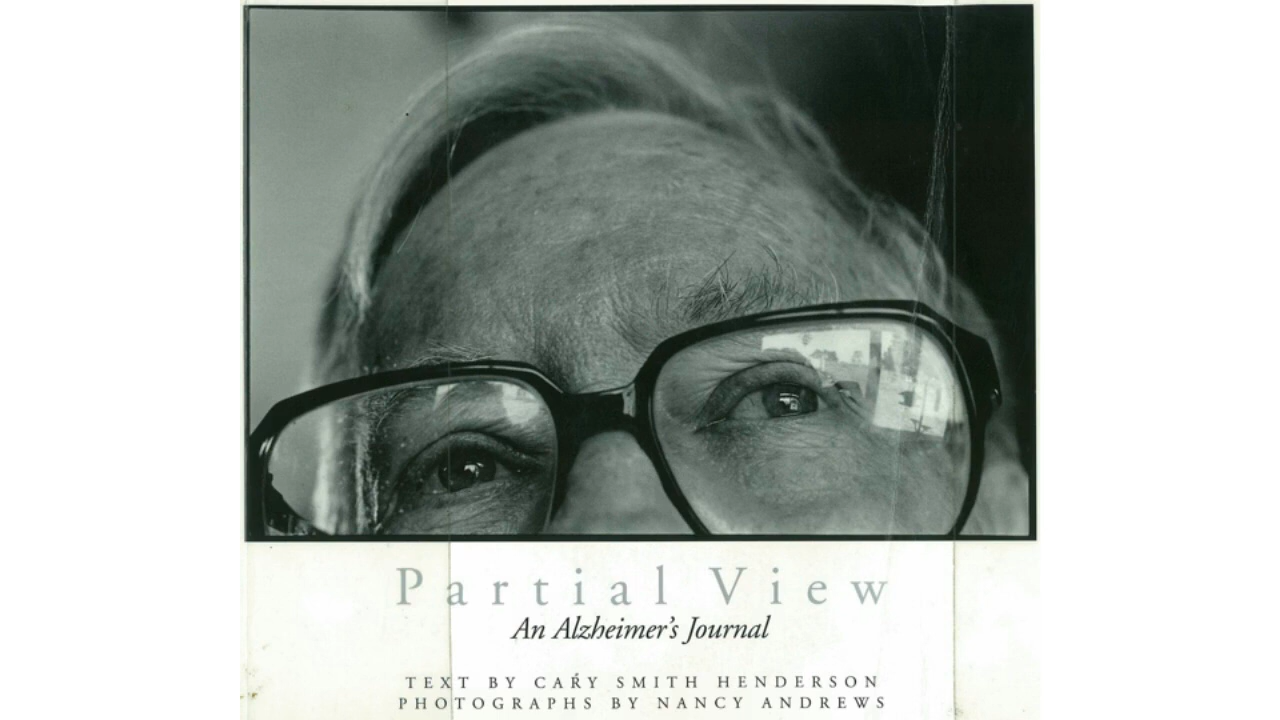 Partial View
An Alzheimer's Journal
TEXT BY CARY SMITH HENDERSON
PHOTOGRAPHS BY NANCY ANDREWS